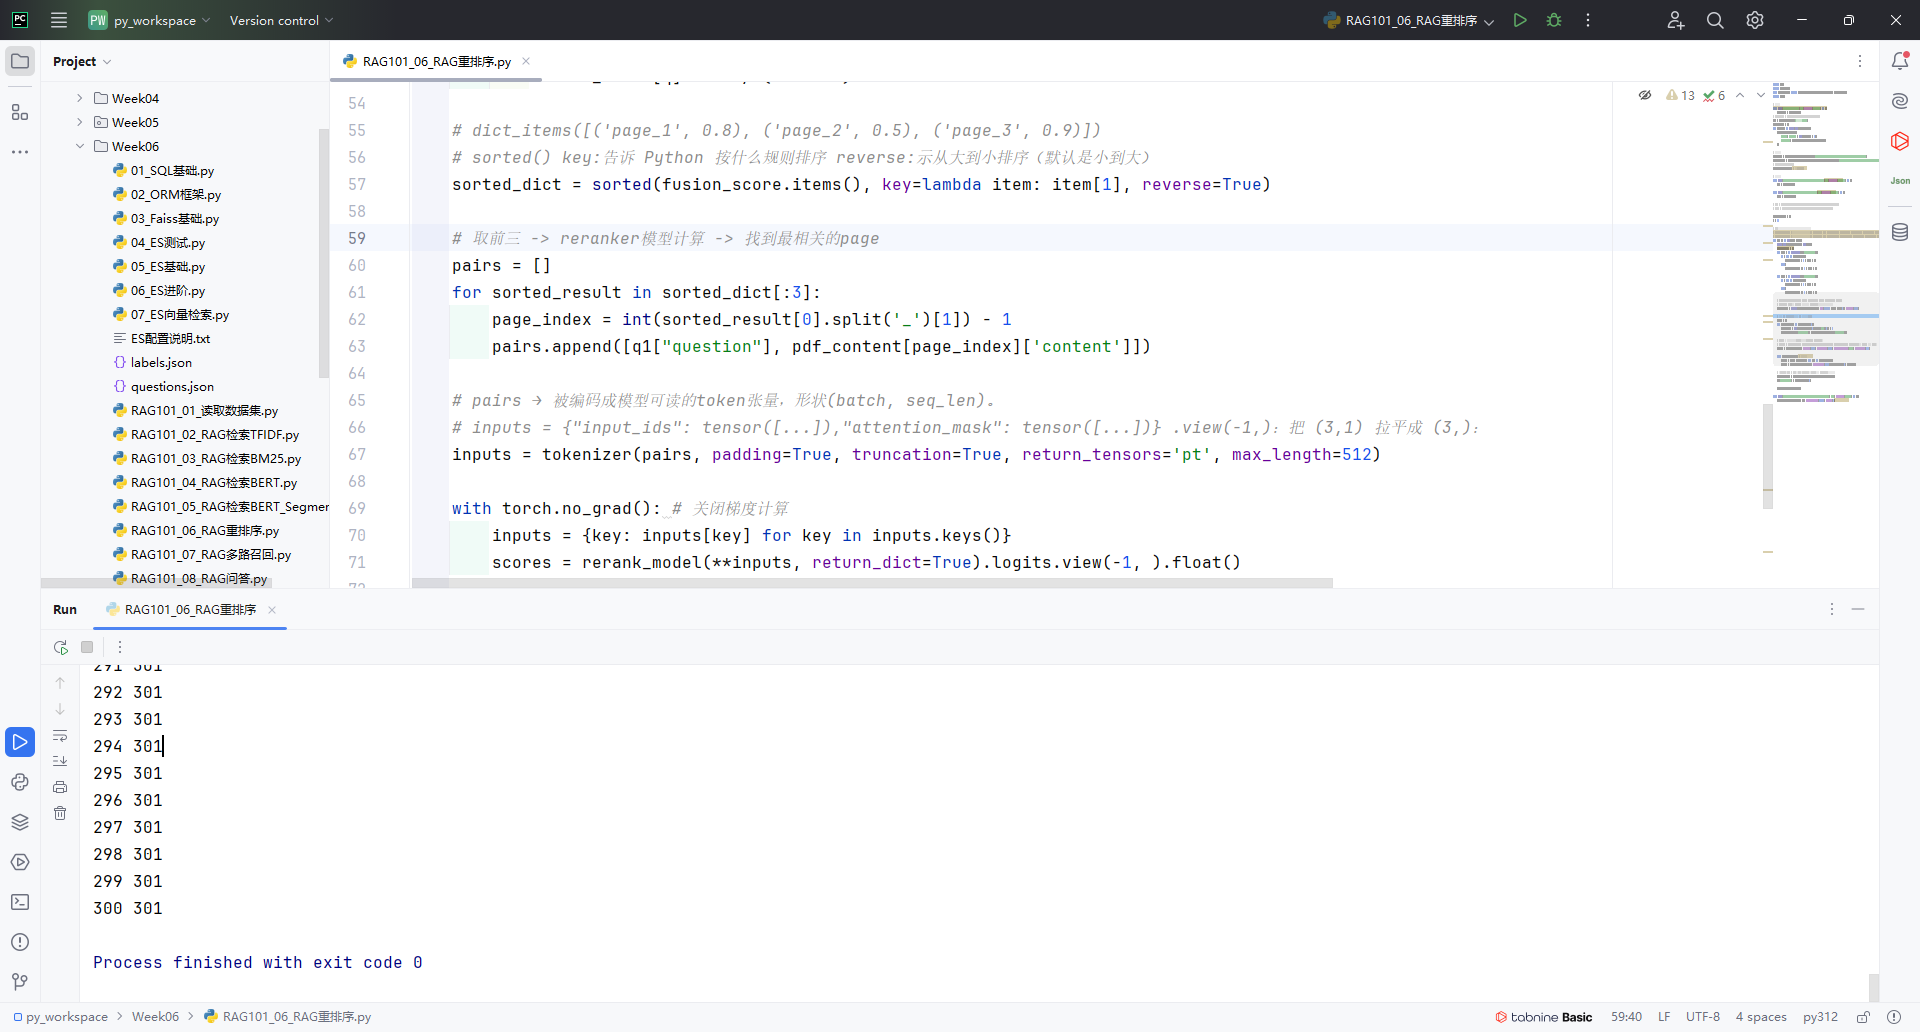 PC
PW py_workspace
Version control
RAG101_06_RAG重排序
Project
RAG101_06_RAG重排序.py
Week04
Week05
Week06
01_SQL基础.py
02_ORM框架.py
03_Faiss基础.py
04_ES测试.py
05_ES基础.py
06_ES进阶.py
07_ES向量检索.py
ES配置说明.txt
labels.json
questions.json
RAG101_01_读取数据集.py
RAG101_02_RAG检索TFIDF.py
RAG101_03_RAG检索BM25.py
RAG101_04_RAG检索BERT.py
RAG101_05_RAG检索BERT_Segmer
RAG101_06_RAG重排序.py
RAG101_07_RAG多路召回.py
RAG101_08_RAG问答.py
13 6
Json
54
55 # dict_items([('page_1', 0.8), ('page_2', 0.5), ('page_3', 0.9)])
56 # sorted() key:告诉 Python 按什么规则排序 reverse:示从大到小排序（默认是小到大）
57 sorted_dict = sorted(fusion_score.items(), key=lambda item: item[1], reverse=True)
58
59 # 取前三 -> reranker模型计算 -> 找到最相关的page
60 pairs = []
61 for sorted_result in sorted_dict[:3]:
62 page_index = int(sorted_result[0].split('_')[1]) - 1
63 pairs.append([q1["question"], pdf_content[page_index]['content']])
64
65 # pairs → 被编码成模型可读的token张量，形状(batch, seq_len)。
66 # inputs = {"input_ids": tensor([...]),"attention_mask": tensor([...])} .view(-1,)：把 (3,1) 拉平成 (3,)：
67 inputs = tokenizer(pairs, padding=True, truncation=True, return_tensors='pt', max_length=512)
68
69 with torch.no_grad(): # 关闭梯度计算
70 inputs = {key: inputs[key] for key in inputs.keys()}
71 scores = rerank_model(**inputs, return_dict=True).logits.view(-1, ).float()
Run
RAG101_06_RAG重排序
291 301
292 301
293 301
294 301
295 301
296 301
297 301
298 301
299 301
300 301
Process finished with exit code 0
py_workspace > Week06 > RAG101_06_RAG重排序.py
tabnine Basic
59:40
LF
UTF-8
4 spaces
py312